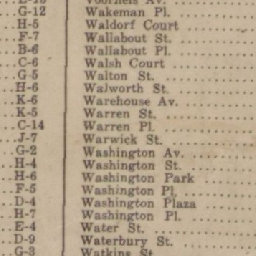 Voorhies Av.
G-12 Wakeman Pl.
H-5 Waldorf Court
F-7 Wallabout St.
B-6 Wallabout Pl.
C-6 Walsh Court
G-5 Walton St.
H-6 Walworth St.
K-6 Warehouse Av.
K-5 Warren St.
C-14 Warren Pl.
J-7 Warwick St.
G-2 Washington Av.
H-4 Washington St.
H-6 Washington Park
F-5 Washington Pl.
D-4 Washington Plaza
H-7 Washington Pl.
E-4 Water St.
D-9 Waterbury St.
G-3 Watkins St.